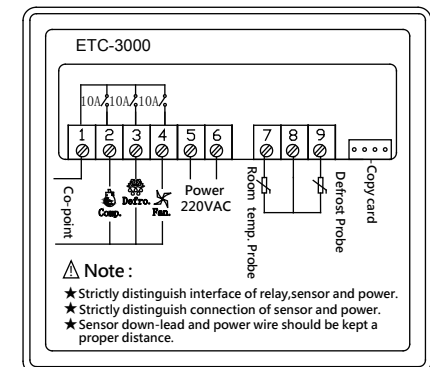 ETC-3000
10A 10A 10A
1 2 3 4 5 6 7 8 9
Co-point
Comp.
Defro.
Fan.
Power
220VAC
Room temp. Probe
Defrost Probe
Copy card
Note :
★Strictly distinguish interface of relay,sensor and power.
★Strictly distinguish connection of sensor and power.
★Sensor down-lead and power wire should be kept a
proper distance.